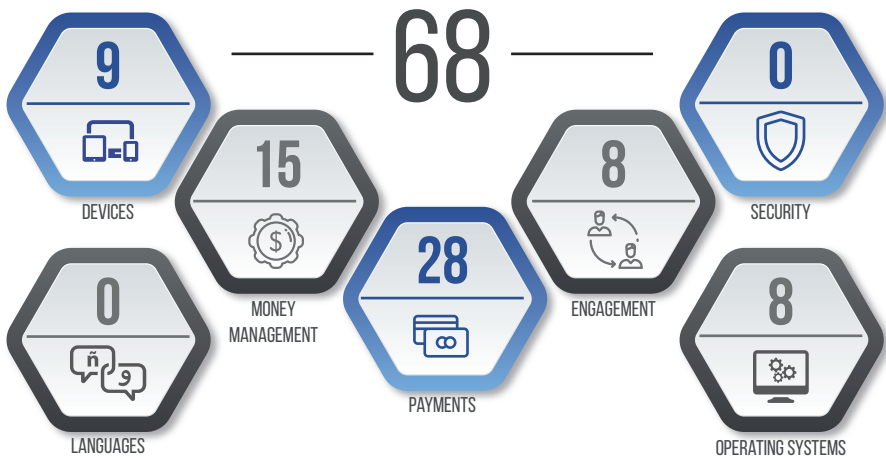 68
9
DEVICES
15
MONEY
MANAGEMENT
28
PAYMENTS
8
ENGAGEMENT
0
SECURITY
0
ñ
و
LANGUAGES
8
OPERATING SYSTEMS